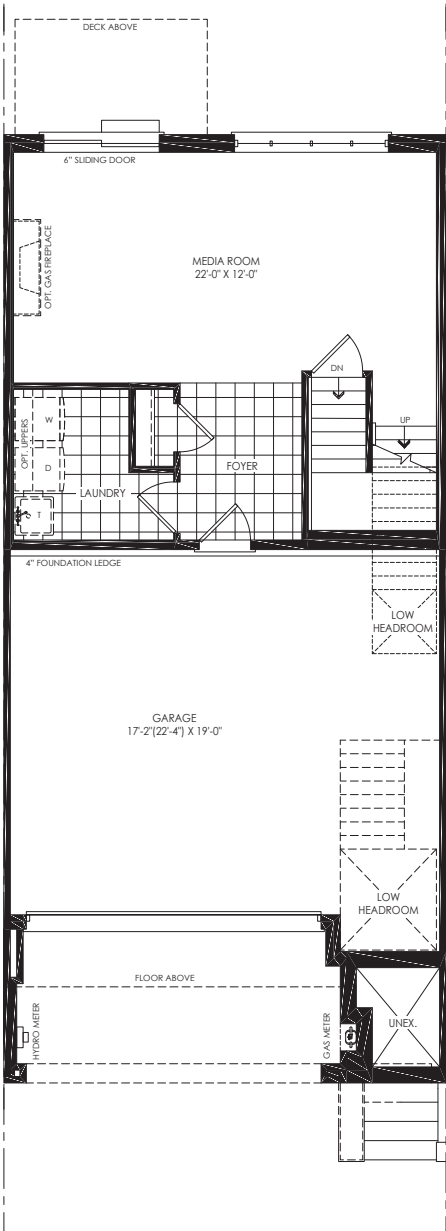 DECK ABOVE
6" SLIDING DOOR
OPT. GAS FIREPLACE
MEDIA ROOM
22'-0" X 12'-0"
DN
UP
OPT. UPPERS
W
D
T
LAUNDRY
FOYER
4" FOUNDATION LEDGE
LOW
HEADROOM
GARAGE
17'-2"(22'-4") X 19'-0"
LOW
HEADROOM
FLOOR ABOVE
HYDRO METER
GAS METER
UNEX.